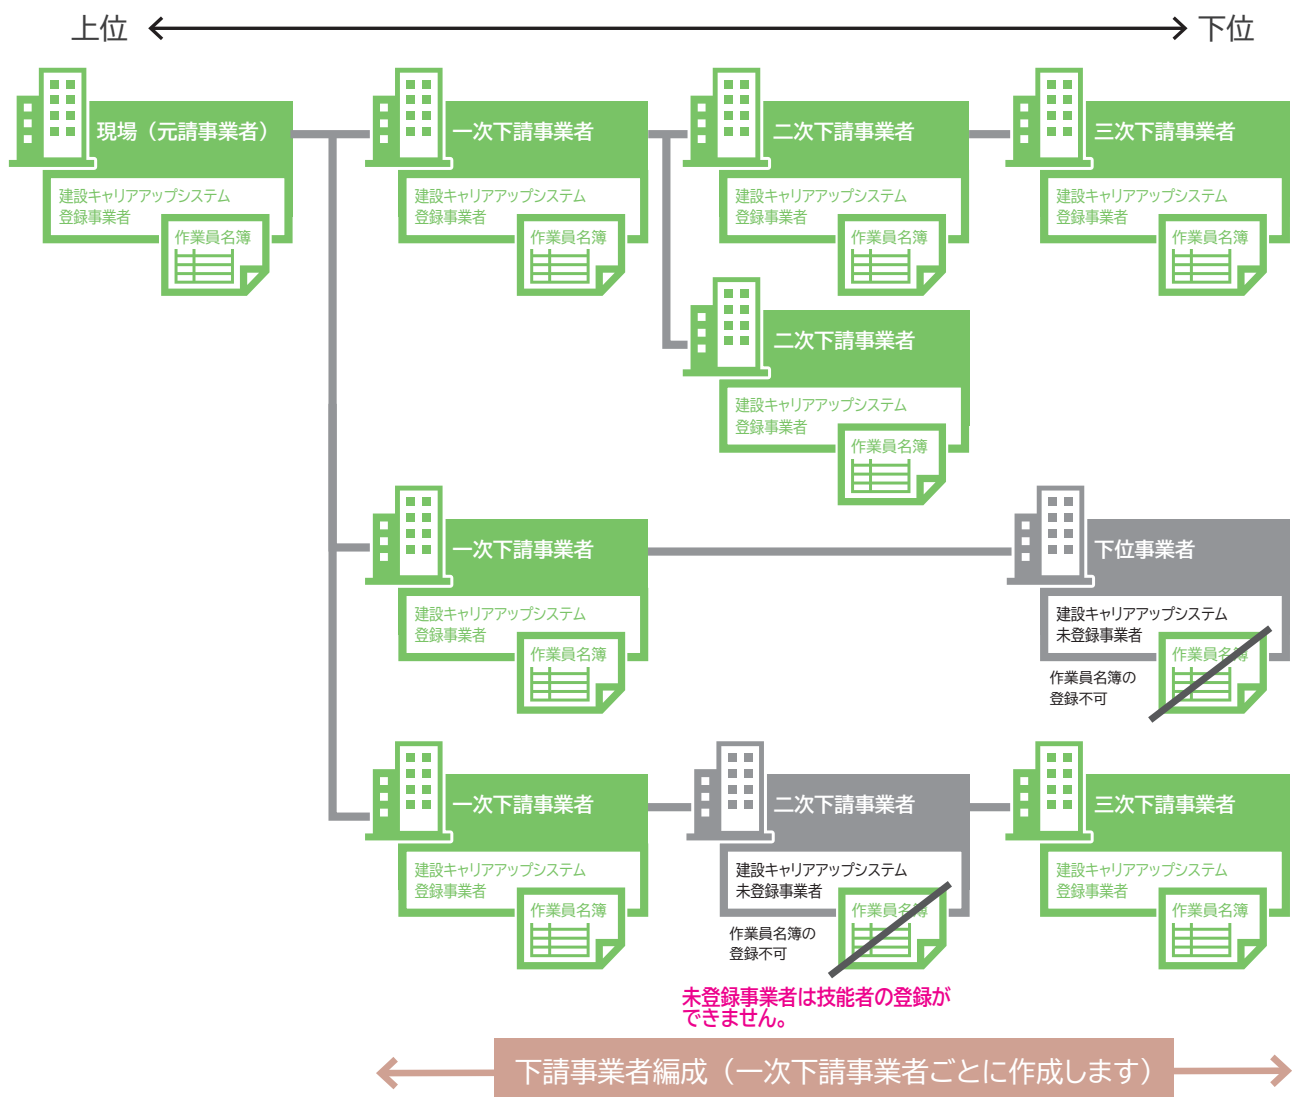 上位
下位
現場（元請事業者）
建設キャリアアップシステム
登録事業者
作業員名簿
一次下請事業者
建設キャリアアップシステム
登録事業者
作業員名簿
二次下請事業者
建設キャリアアップシステム
登録事業者
作業員名簿
三次下請事業者
建設キャリアアップシステム
登録事業者
作業員名簿
二次下請事業者
建設キャリアアップシステム
登録事業者
作業員名簿
一次下請事業者
建設キャリアアップシステム
登録事業者
作業員名簿
下位事業者
建設キャリアアップシステム
未登録事業者
作業員名簿
作業員名簿の
登録不可
一次下請事業者
建設キャリアアップシステム
登録事業者
作業員名簿
二次下請事業者
建設キャリアアップシステム
未登録事業者
作業員名簿
作業員名簿の
登録不可
三次下請事業者
建設キャリアアップシステム
登録事業者
作業員名簿
未登録事業者は技能者の登録が
できません。
下請事業者編成（一次下請事業者ごとに作成します）